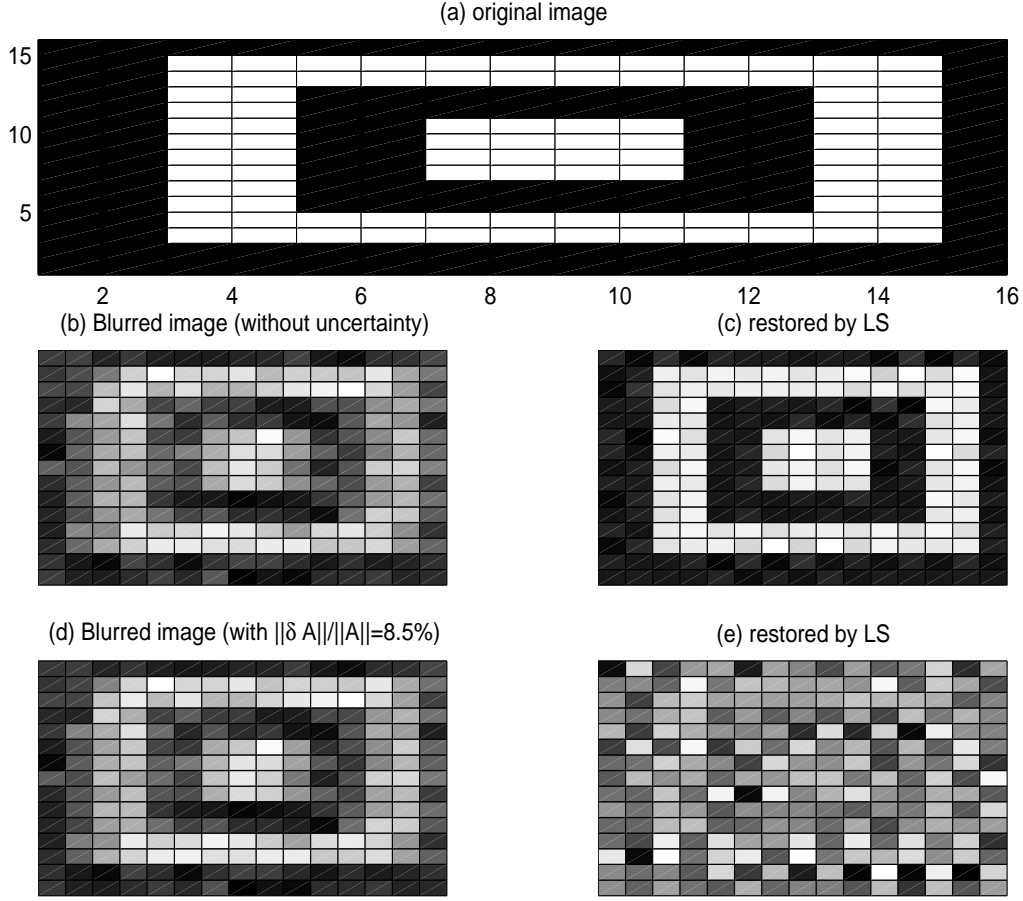 (a) original image
15
10
5
2 4 6 8 10 12 14 16
(b) Blurred image (without uncertainty)
(c) restored by LS
(d) Blurred image (with ||δ A||/||A||=8.5%)
(e) restored by LS